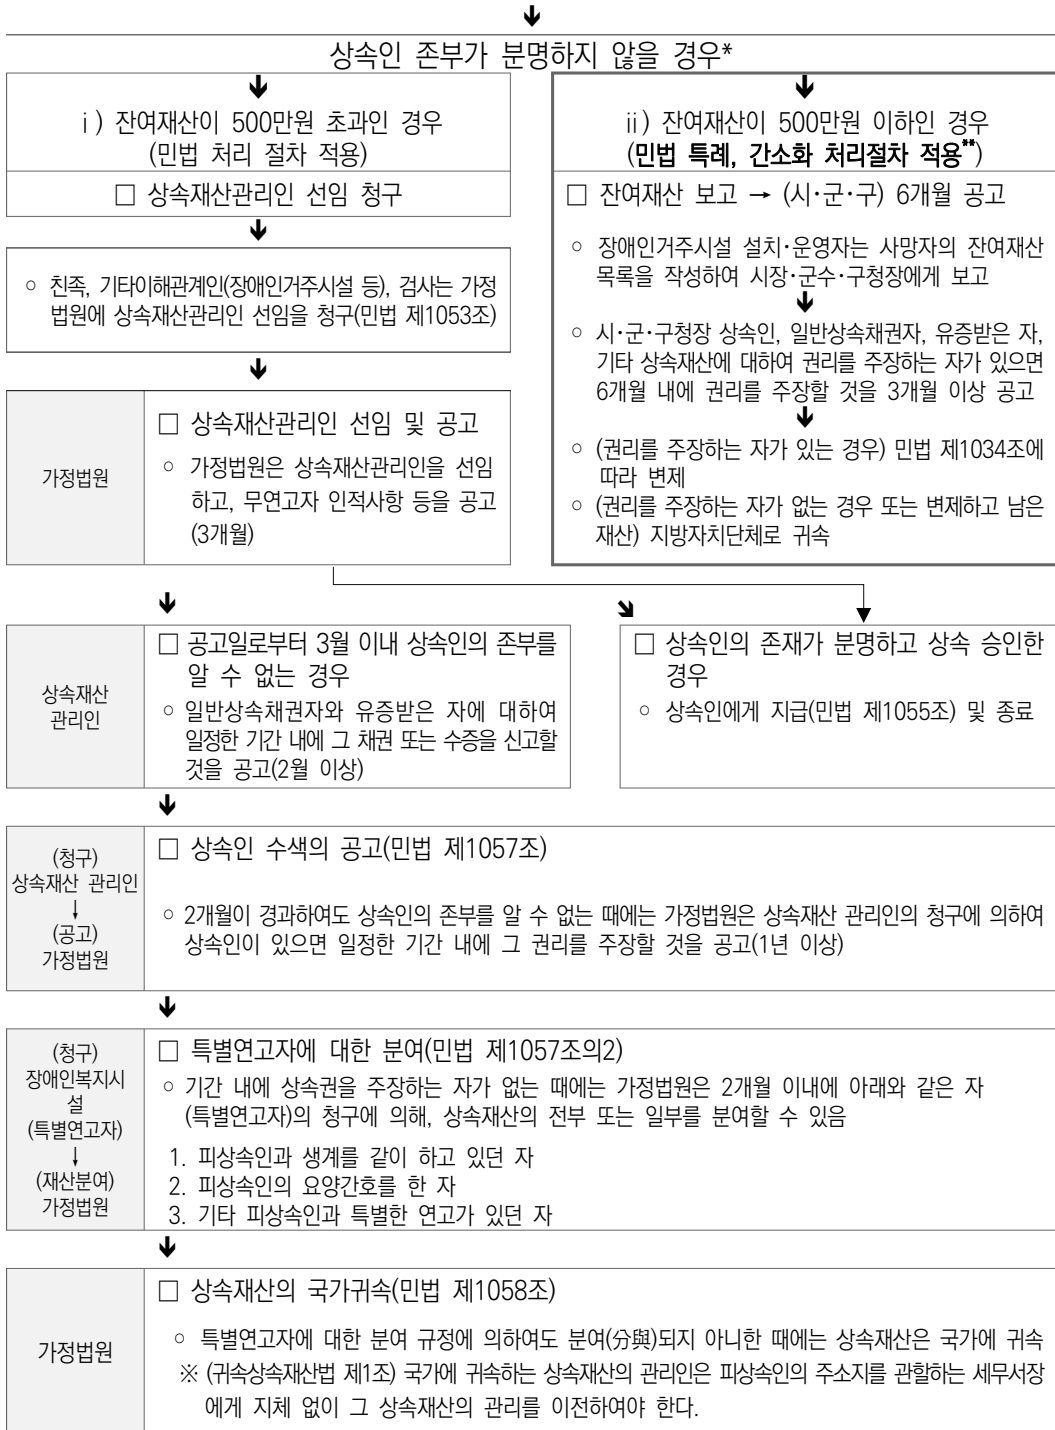 상속인 존부가 분명하지 않을 경우*
ⅰ) 잔여재산이 500만원 초과인 경우
(민법 처리 절차 적용)
□ 상속재산관리인 선임 청구
○ 친족, 기타이해관계인(장애인거주시설 등), 검사는 가정
법원에 상속재산관리인 선임을 청구(민법 제1053조)
가정법원
□ 상속재산관리인 선임 및 공고
○ 가정법원은 상속재산관리인을 선임
하고, 무연고자 인적사항 등을 공고
(3개월)
ⅱ) 잔여재산이 500만원 이하인 경우
(민법 특례, 간소화 처리절차 적용**)
□ 잔여재산 보고 → (시·군·구) 6개월 공고
○ 장애인거주시설 설치·운영자는 사망자의 잔여재산
목록을 작성하여 시장·군수·구청장에게 보고
○ 시·군·구청장 상속인, 일반상속채권자, 유증받은 자,
기타 상속재산에 대하여 권리를 주장하는 자가 있으면
6개월 내에 권리를 주장할 것을 3개월 이상 공고
○ (권리를 주장하는 자가 있는 경우) 민법 제1034조에
따라 변제
○ (권리를 주장하는 자가 없는 경우 또는 변제하고 남은
재산) 지방자치단체로 귀속
상속재산
관리인
□ 공고일로부터 3월 이내 상속인의 존부를
알 수 없는 경우
○ 일반상속채권자와 유증받은 자에 대하여
일정한 기간 내에 그 채권 또는 수증을 신고할
것을 공고(2월 이상)
□ 상속인의 존재가 분명하고 상속 승인한
경우
○ 상속인에게 지급(민법 제1055조) 및 종료
(청구)
상속재산 관리인
↓
(공고)
가정법원
□ 상속인 수색의 공고(민법 제1057조)
○ 2개월이 경과하여도 상속인의 존부를 알 수 없는 때에는 가정법원은 상속재산 관리인의 청구에 의하여
상속인이 있으면 일정한 기간 내에 그 권리를 주장할 것을 공고(1년 이상)
(청구)
장애인복지시
설
(특별연고자)
↓
(재산분여)
가정법원
□ 특별연고자에 대한 분여(민법 제1057조의2)
○ 기간 내에 상속권을 주장하는 자가 없는 때에는 가정법원은 2개월 이내에 아래와 같은 자
(특별연고자)의 청구에 의해, 상속재산의 전부 또는 일부를 분여할 수 있음
1. 피상속인과 생계를 같이 하고 있던 자
2. 피상속인의 요양간호를 한 자
3. 기타 피상속인과 특별한 연고가 있던 자
가정법원
□ 상속재산의 국가귀속(민법 제1058조)
○ 특별연고자에 대한 분여 규정에 의하여도 분여(分與)되지 아니한 때에는 상속재산은 국가에 귀속
※ (귀속상속재산법 제1조) 국가에 귀속하는 상속재산의 관리인은 피상속인의 주소지를 관할하는 세무서장
에게 지체 없이 그 상속재산의 관리를 이전하여야 한다.